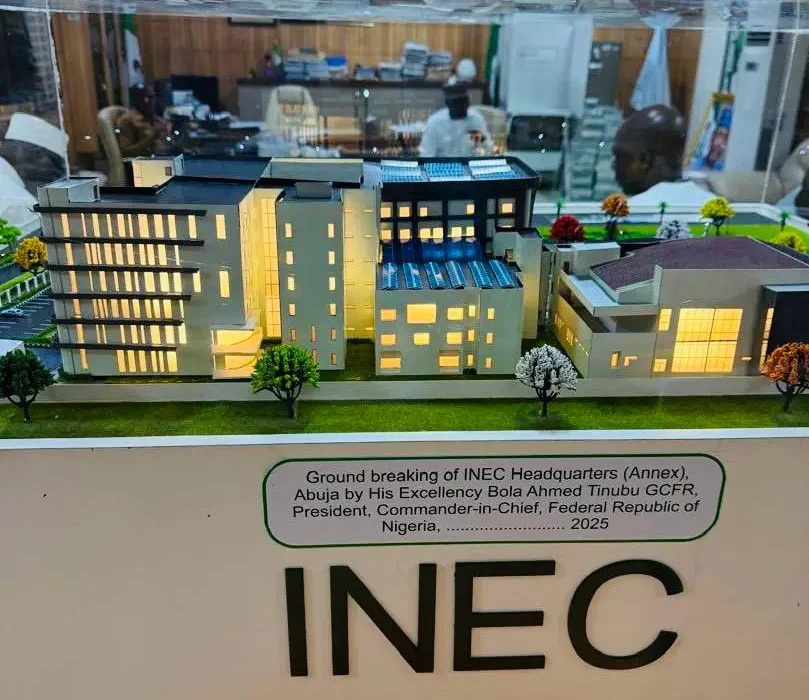 Ground breaking of INEC Headquarters (Annex),
Abuja by His Excellency Bola Ahmed Tinubu GCFR,
President, Commander-in-Chief, Federal Republic of
Nigeria, .......................... 2025
INEC